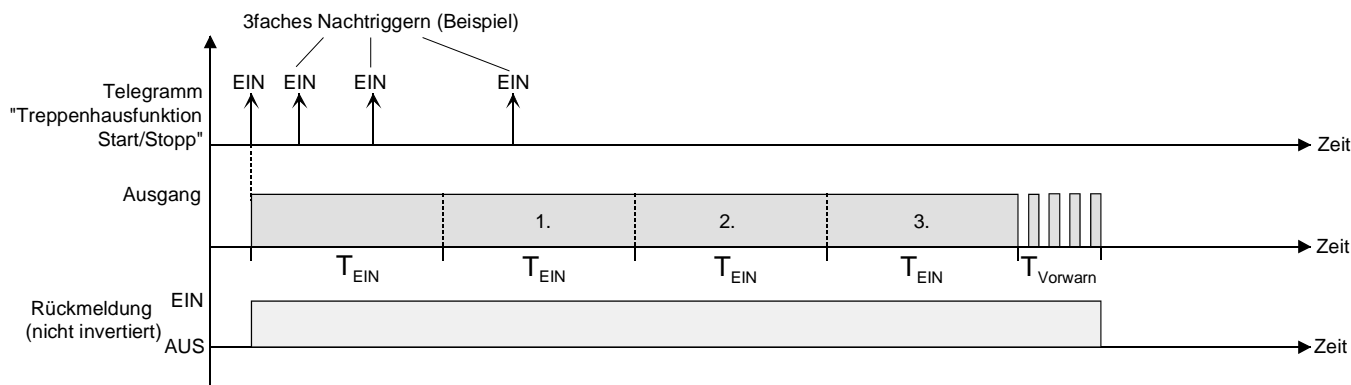 3faches Nachtriggern (Beispiel)
EIN EIN EIN EIN
Telegramm
"Treppenhausfunktion
Start/Stopp"
Zeit
Ausgang
1. 2. 3.
Zeit
TEIN TEIN TEIN TEIN TVorwarn
EIN
Rückmeldung
(nicht invertiert)
AUS
Zeit